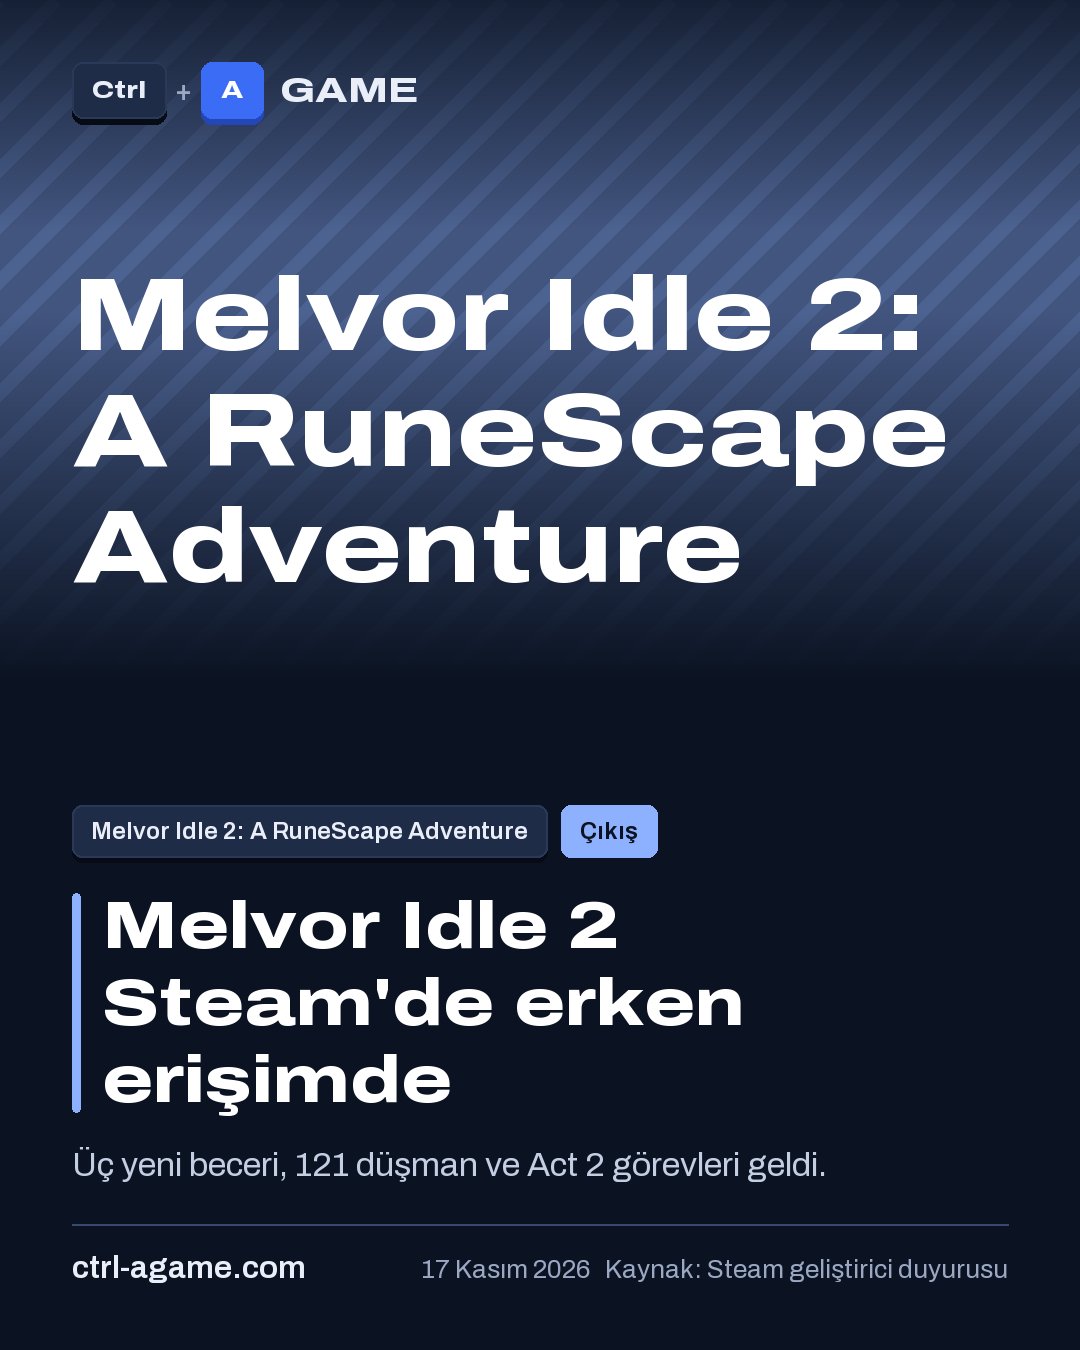 Ctrl + A GAME
Melvor Idle 2:
A RuneScape
Adventure
Melvor Idle 2: A RuneScape Adventure Çıkış
Melvor Idle 2
Steam'de erken
erişimde
Üç yeni beceri, 121 düşman ve Act 2 görevleri geldi.
ctrl-agame.com 17 Kasım 2026 Kaynak: Steam geliştirici duyurusu